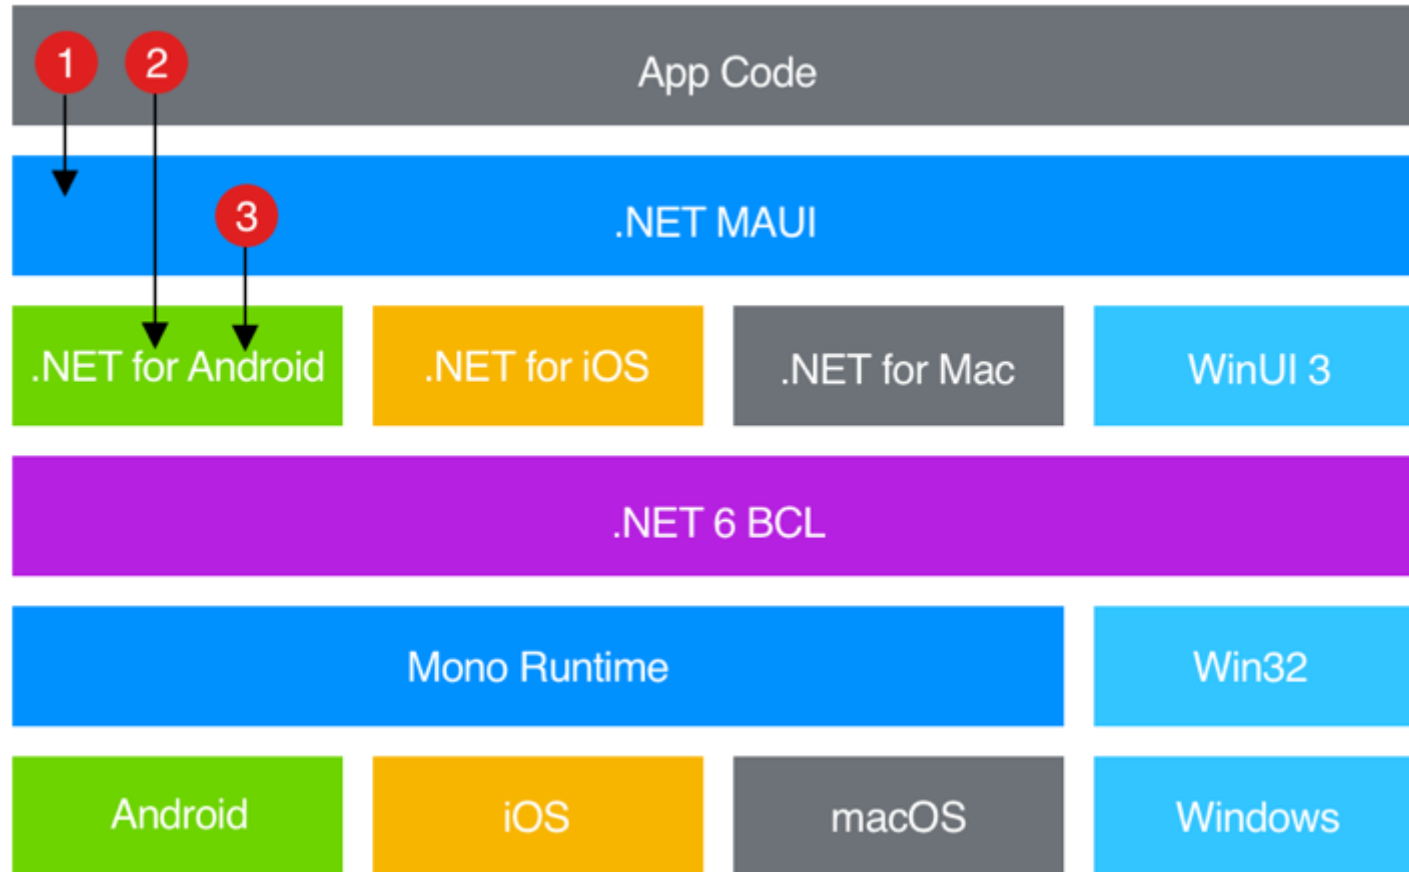 1 2
App Code
3
.NET MAUI
.NET for Android
.NET for iOS
.NET for Mac
WinUI 3
.NET 6 BCL
Mono Runtime
Win32
Android
iOS
macOS
Windows